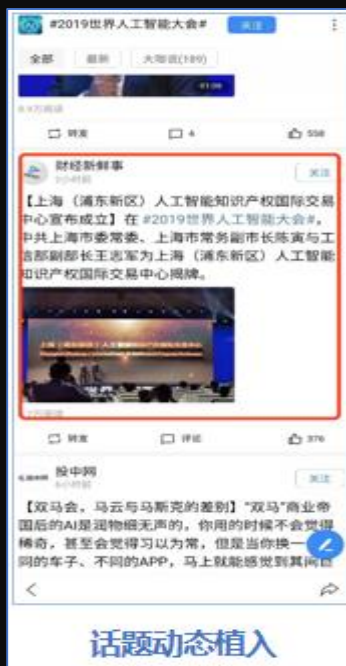 #2019世界人工智能大会#
关注
全部
最新
大咖说(189)
01:06
转发
4
558
财经新鲜事
关注
【上海（浦东新区）人工智能知识产权国际交易
中心宣布成立】在 #2019世界人工智能大会#。
中共上海市委常委、上海市常务副市长陈寅与工
信部副部长王志军为上海（浦东新区）人工智能
知识产权国际交易中心揭牌。
转发
评论
376
投中网
关注
【双马会，马云与马斯克的差别】"双马"商业帝
国后的AI是润物细无声的。你用的时候不会觉得
稀奇，甚至会觉得习以为常，但是当你换一
同的车子、不同的APP，马上就能感觉到其间巨
话题动态植入